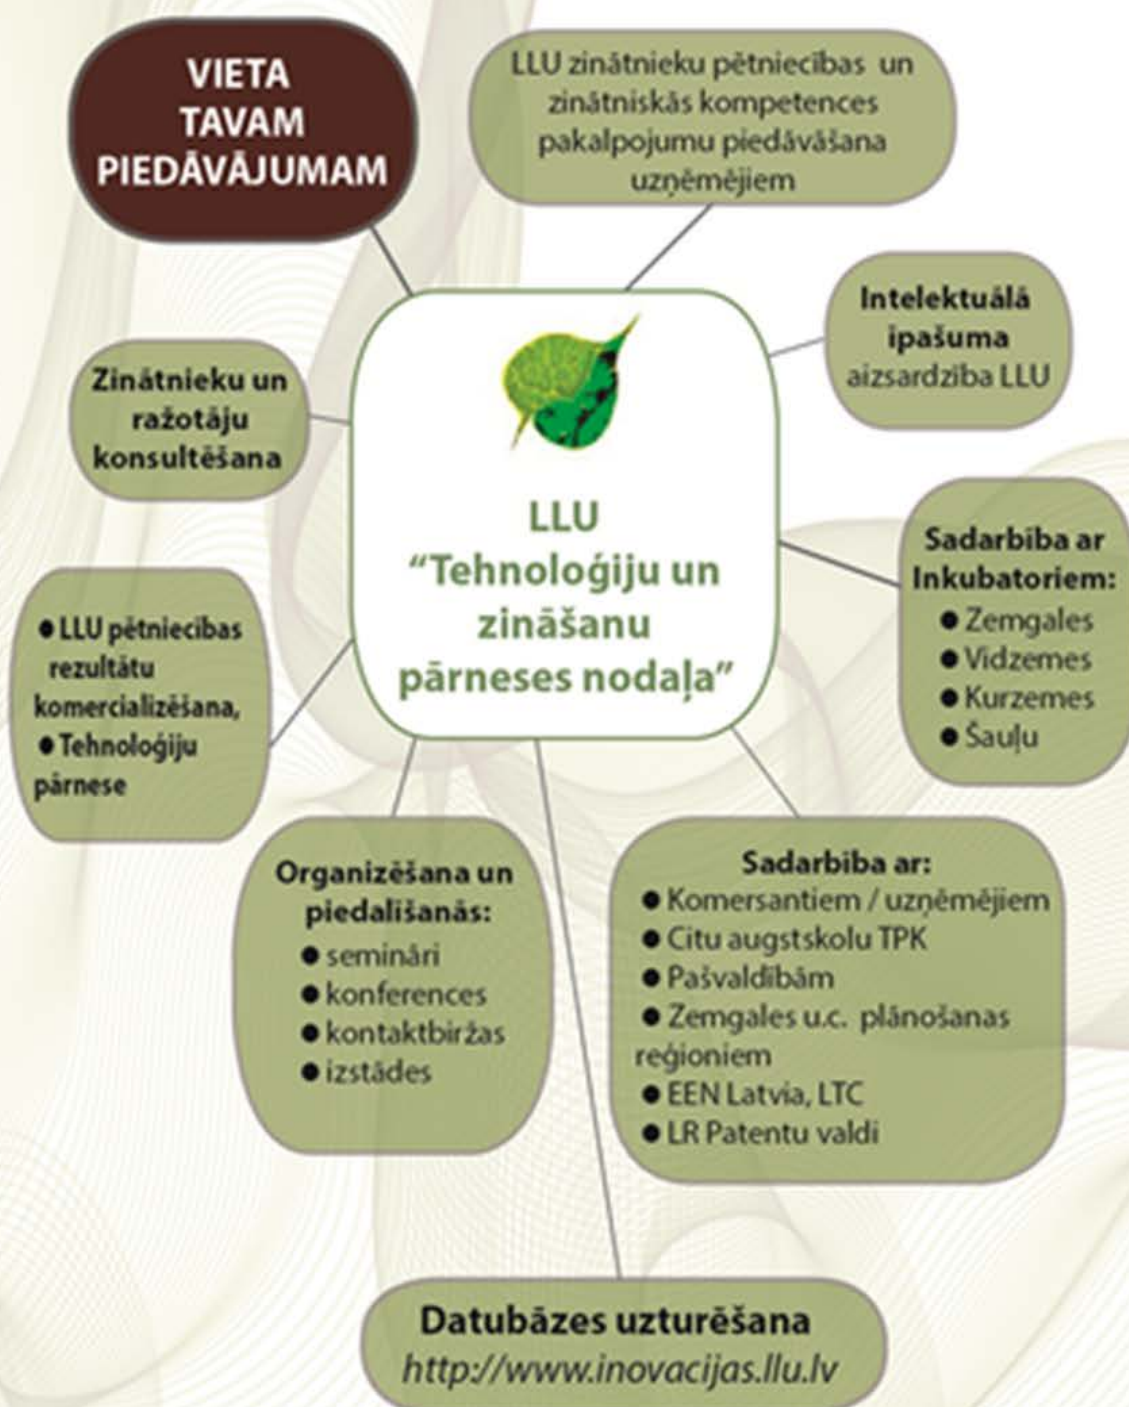 VIETA
TAVAM
PIEDĀVĀJUMAM
LLU zinātnieku pētniecības un
zinātniskās kompetences
pakalpojumu piedāvāšana
uzņēmējiem
Intelektuālā
īpašuma
aizsardzība LLU
Zinātnieku un
ražotāju
konsultēšana
LLU
“Tehnoloģiju un
zināšanu
pārneses nodaļa”
Sadarbība ar
Inkubatoriem:
● Zemgales
● Vidzemes
● Kurzemes
● Šauļu
● LLU pētniecības
rezultātu
komercializēšana,
● Tehnoloģiju
pārnese
Organizēšana un
piedalīšanās:
● semināri
● konferences
● kontaktbiržas
● izstādes
Sadarbība ar:
● Komersantiem / uzņēmējiem
● Citu augstskolu TPK
● Pašvaldībām
● Zemgales u.c. plānošanas
reģioniem
● EEN Latvia, LTC
● LR Patentu valdi
Datubāzes uzturēšana
http://www.inovacijas.llu.lv